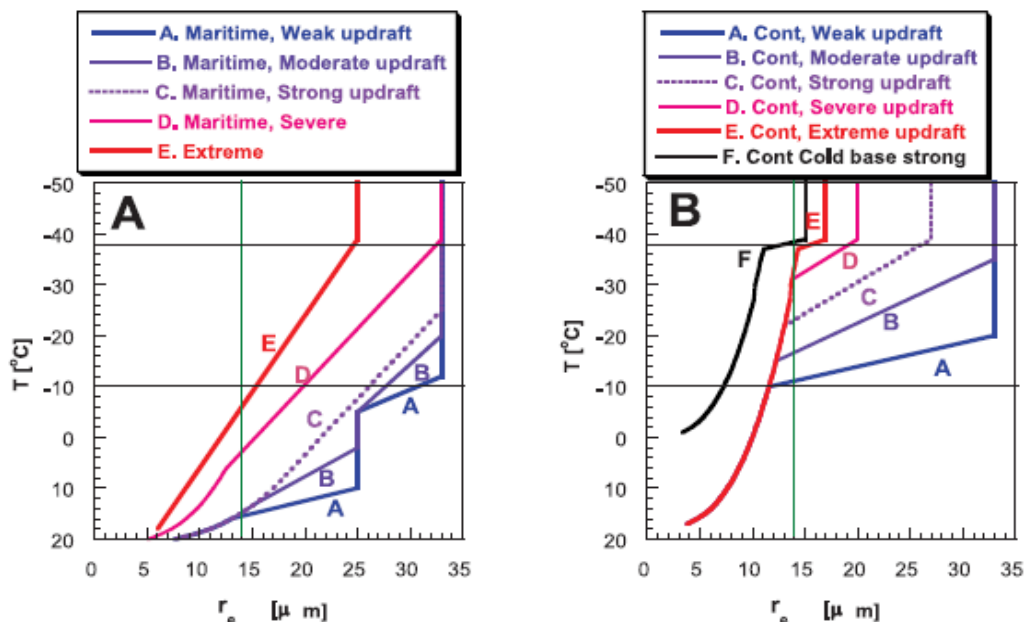 A. Maritime, Weak updraft
B. Maritime, Moderate updraft
C. Maritime, Strong updraft
D. Maritime, Severe
E. Extreme
A. Cont, Weak updraft
B. Cont, Moderate updraft
C. Cont, Strong updraft
D. Cont, Severe updraft
E. Cont, Extreme updraft
F. Cont Cold base strong
A
-50
-40
-30
-20
-10
0
10
20
T [°C]
E
D
C
B
A
B
A
0 5 10 15 20 25 30 35
r_e [μ m]
B
-50
-40
-30
-20
-10
0
10
20
T [°C]
E
F
D
C
B
A
0 5 10 15 20 25 30 35
r_e [μ m]